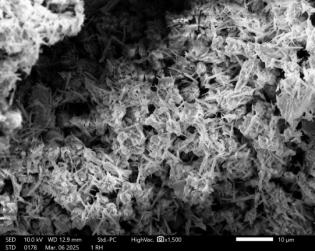 SED 10.0 kV WD 12.9 mm Std.-PC HighVac. x1,500 10 µm
STD 0178 Mar. 06 2025 1 RH